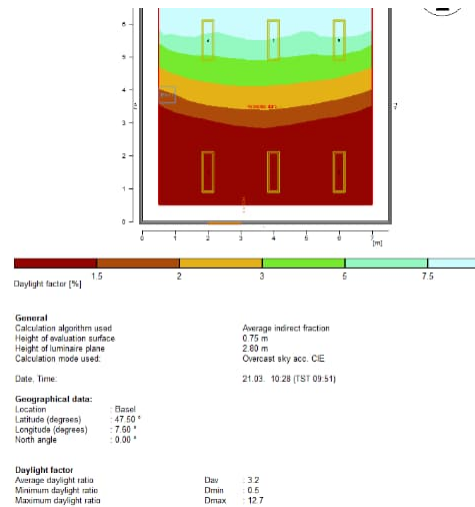 6
5
4
3
2
1
0
0 1 2 3 4 5 6 7
[m]
1.5 2 3 5 7.5
Daylight factor [%]
General
Calculation algorithm used Average indirect fraction
Height of evaluation surface 0.75 m
Height of luminaire plane 2.80 m
Calculation mode used: Overcast sky acc. CIE
Date, Time: 21.03. 10:28 (TST 09:51)
Geographical data:
Location : Basel
Latitude (degrees) : 47.50 °
Longitude (degrees) : 7.60 °
North angle : 0.00 °
Daylight factor
Average daylight ratio Dav : 3.2
Minimum daylight ratio Dmin : 0.5
Maximum daylight ratio Dmax : 12.7